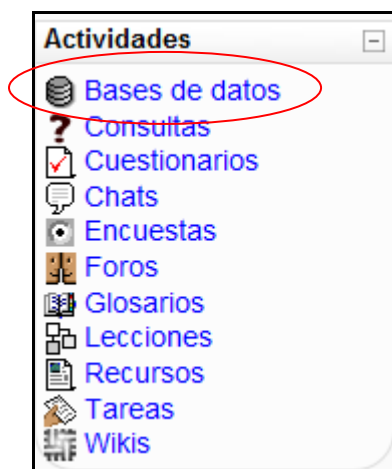 Actividades
Bases de datos
Consultas
Cuestionarios
Chats
Encuestas
Foros
Glosarios
Lecciones
Recursos
Tareas
Wikis